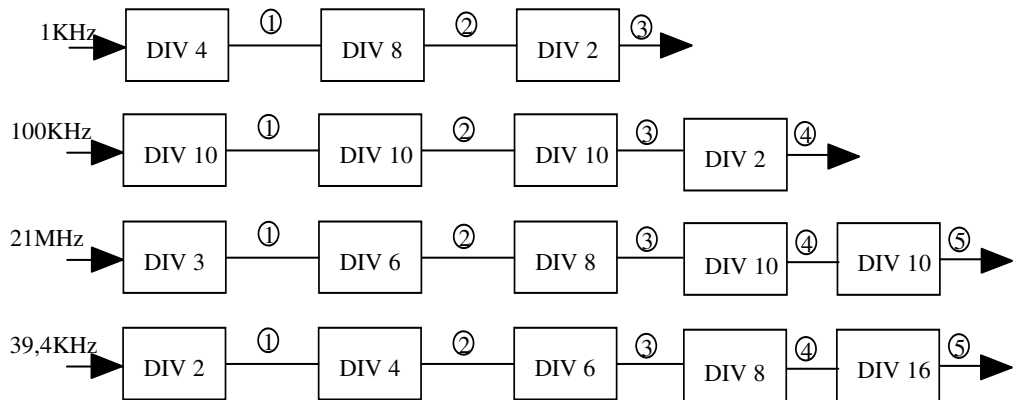 1KHz ① ② ③
DIV 4 DIV 8 DIV 2
100KHz ① ② ③ ④
DIV 10 DIV 10 DIV 10 DIV 2
21MHz ① ② ③ ④ ⑤
DIV 3 DIV 6 DIV 8 DIV 10 DIV 10
39,4KHz ① ② ③ ④ ⑤
DIV 2 DIV 4 DIV 6 DIV 8 DIV 16